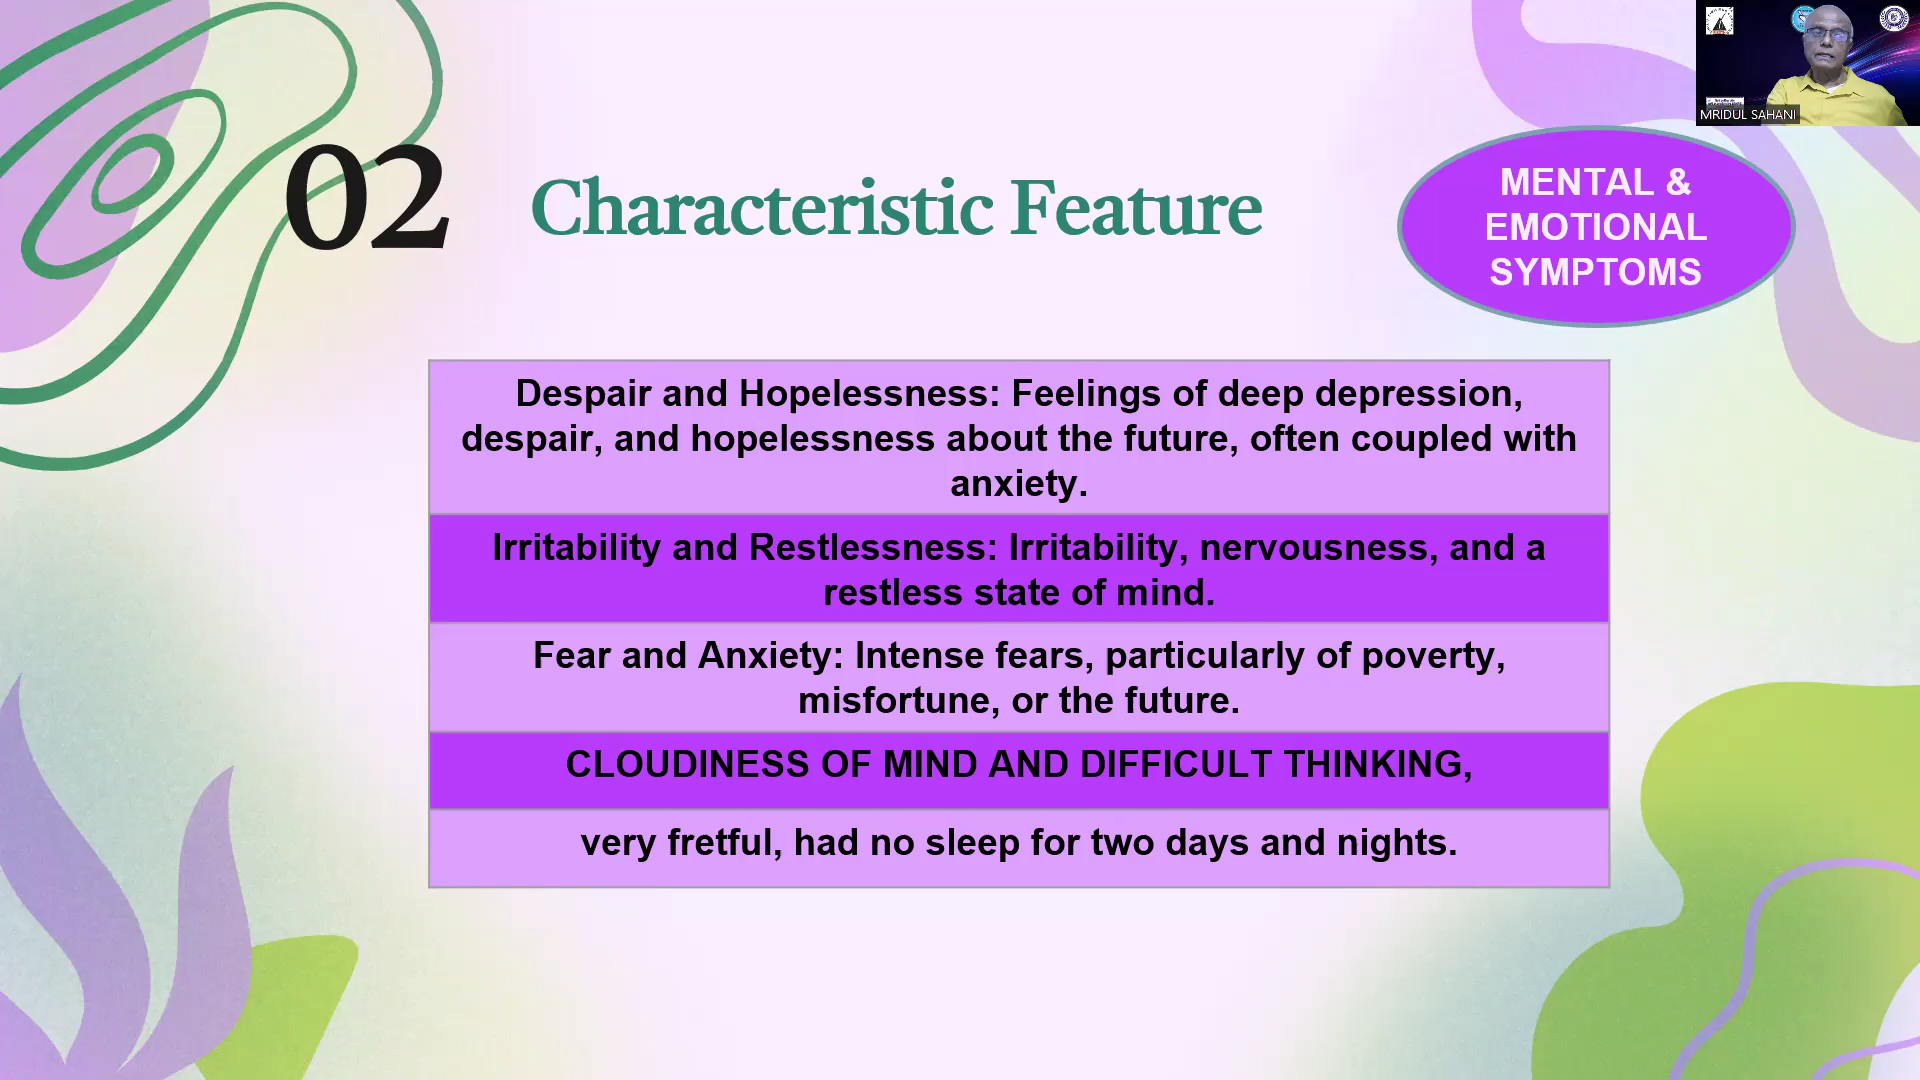 02
Characteristic Feature
MENTAL &
EMOTIONAL
SYMPTOMS
MRIDUL SAHANI
Despair and Hopelessness: Feelings of deep depression,
despair, and hopelessness about the future, often coupled with
anxiety.
Irritability and Restlessness: Irritability, nervousness, and a
restless state of mind.
Fear and Anxiety: Intense fears, particularly of poverty,
misfortune, or the future.
CLOUDINESS OF MIND AND DIFFICULT THINKING,
very fretful, had no sleep for two days and nights.